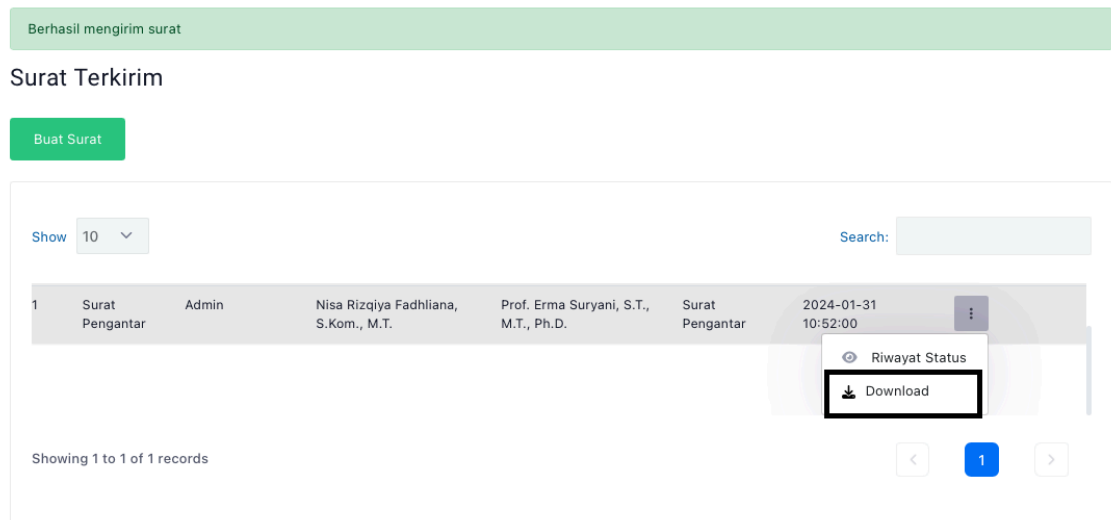 Berhasil mengirim surat
Surat Terkirim
Buat Surat
Show 10 Search:
1 Surat Admin Nisa Rizqiya Fadhliana, Prof. Erma Suryani, S.T., Surat 2024-01-31
Pengantar S.Kom., M.T. M.T., Ph.D. Pengantar 10:52:00
Riwayat Status
Download
Showing 1 to 1 of 1 records < 1 >